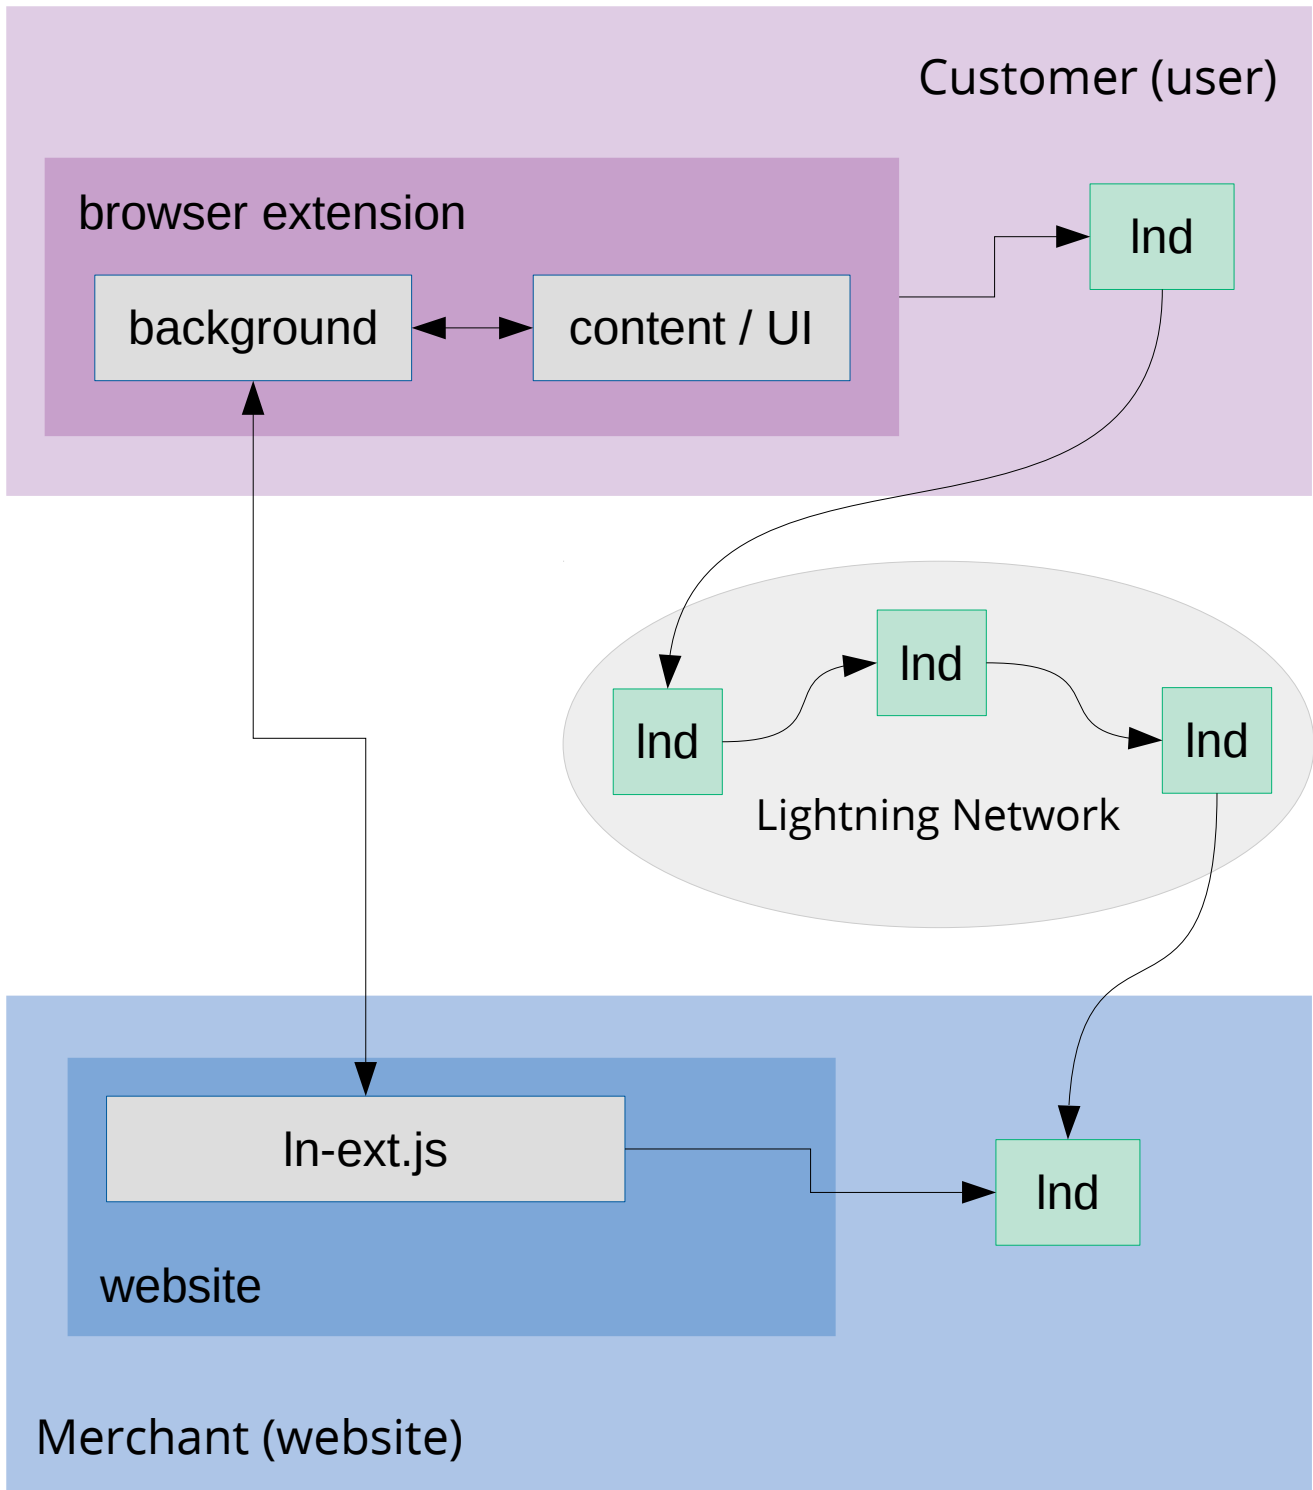 Customer (user)
browser extension
lnd
background
content / UI
lnd
lnd
lnd
Lightning Network
ln-ext.js
lnd
website
Merchant (website)